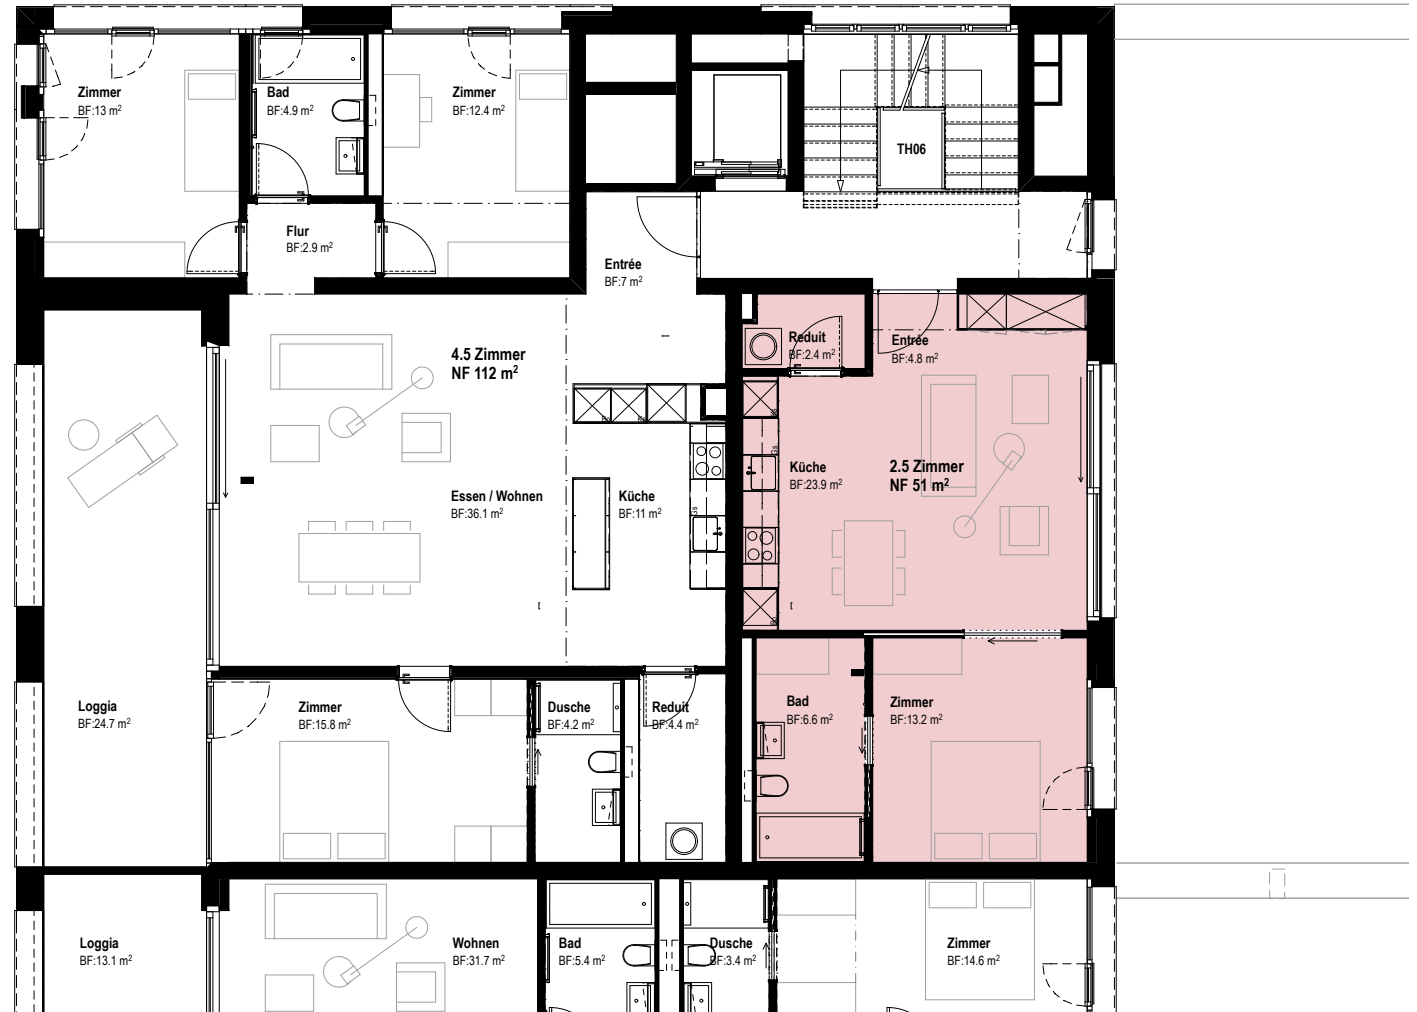 Zimmer
BF:13 m²
Bad
BF:4.9 m²
Zimmer
BF:12.4 m²
TH06
Flur
BF:2.9 m²
Entrée
BF:7 m²
4.5 Zimmer
NF 112 m²
Reduit
BF:2.4 m²
Entrée
BF:4.8 m²
Essen / Wohnen
BF:36.1 m²
Küche
BF:11 m²
Küche
BF:23.9 m²
2.5 Zimmer
NF 51 m²
Loggia
BF:24.7 m²
Zimmer
BF:15.8 m²
Dusche
BF:4.2 m²
Reduit
BF:4.4 m²
Bad
BF:6.6 m²
Zimmer
BF:13.2 m²
Loggia
BF:13.1 m²
Wohnen
BF:31.7 m²
Bad
BF:5.4 m²
Dusche
BF:3.4 m²
Zimmer
BF:14.6 m²